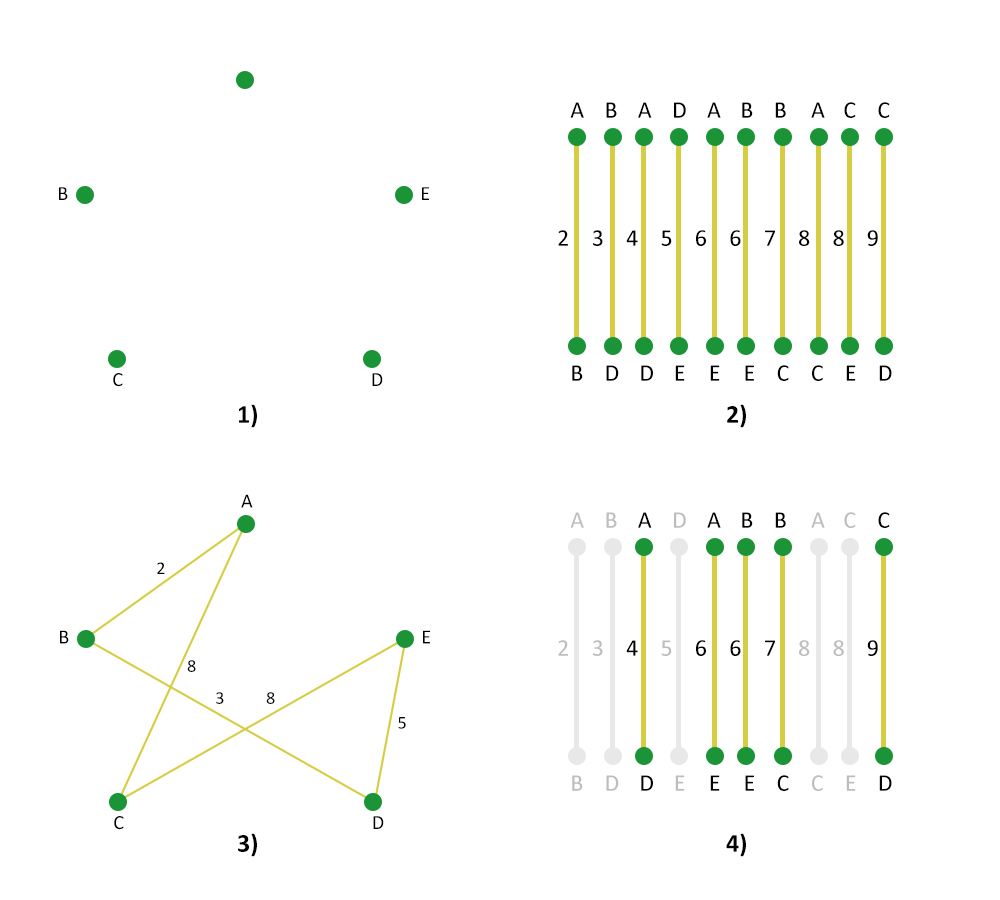 B E
C D
1)
A B A D A B B A C C
2 3 4 5 6 6 7 8 8 9
B D D E E E C C E D
2)
A
2
B E
8
3 8
5
C D
3)
A B A D A B B A C C
2 3 4 5 6 6 7 8 8 9
B D D E E E C C E D
4)